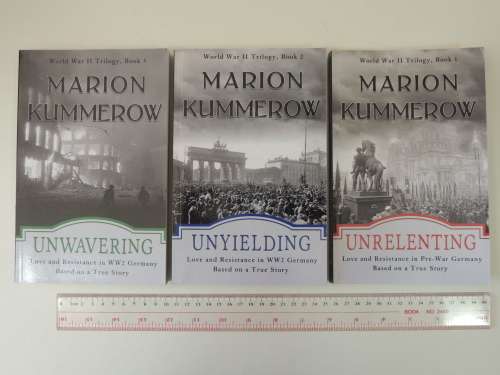 World War II Trilogy, Book 3
MARION
KUMMEROW
UNWAVERING
Love and Resistance in WW2 Germany
Based on a True Story
World War II Trilogy, Book 2
MARION
KUMMEROW
UNYIELDING
Love and Resistance in WW2 Germany
Based on a True Story
World War II Trilogy, Book 1
MARION
KUMMEROW
UNRELENTING
Love and Resistance in Pre-War Germany
Based on a True Story